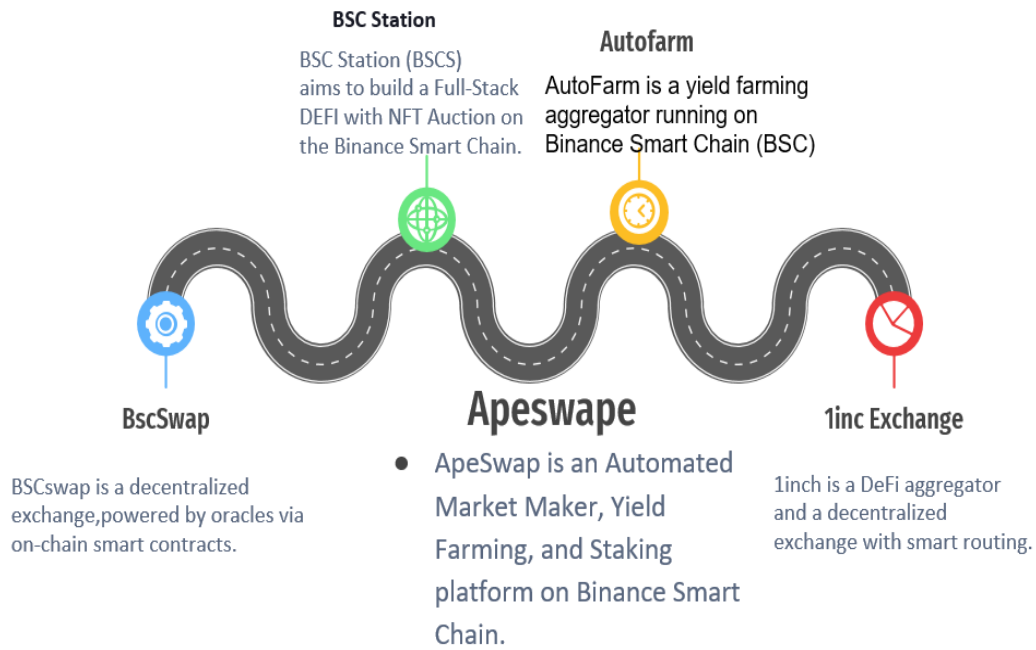 BSC Station
BSC Station (BSCS)
aims to build a Full-Stack
DEFI with NFT Auction on
the Binance Smart Chain.
Autofarm
AutoFarm is a yield farming
aggregator running on
Binance Smart Chain (BSC)
BscSwap
BSCswap is a decentralized
exchange,powered by oracles via
on-chain smart contracts.
Apeswape
● ApeSwap is an Automated
Market Maker, Yield
Farming, and Staking
platform on Binance Smart
Chain.
1inc Exchange
1inch is a DeFi aggregator
and a decentralized
exchange with smart routing.